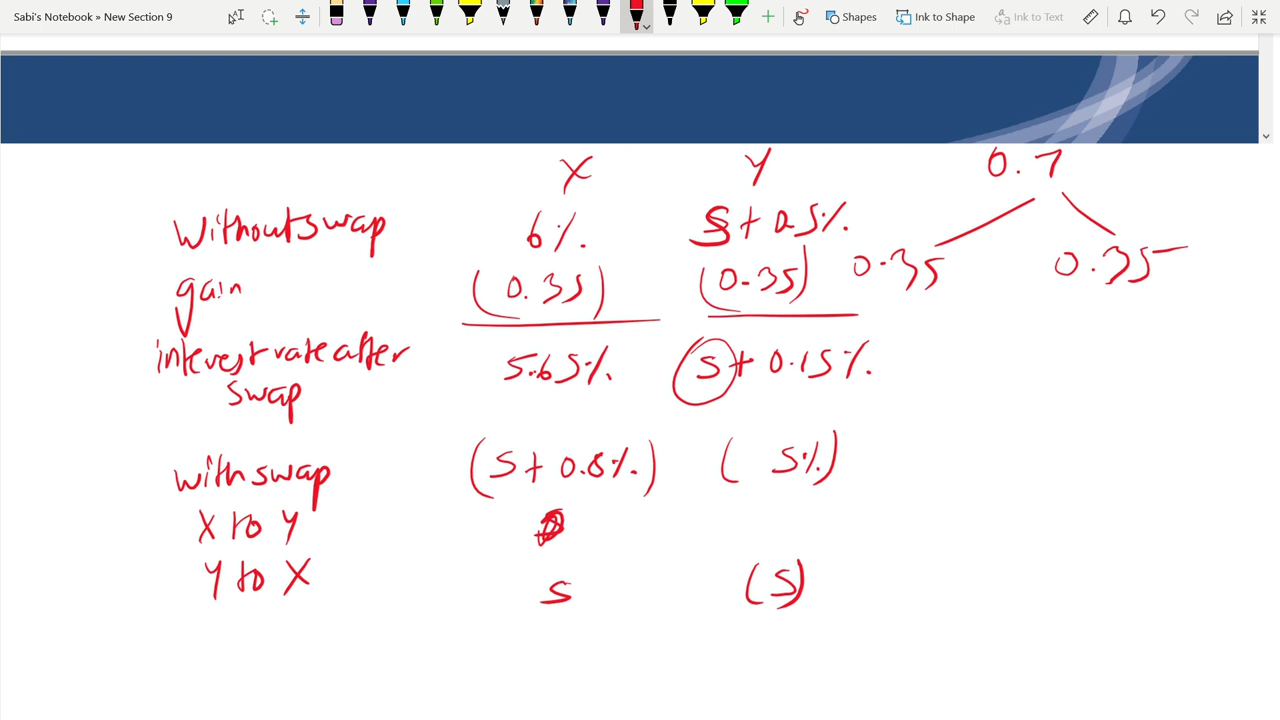 Sabi's Notebook » New Section 9
Shapes Ink to Shape Ink to Text
X Y 0.7
Without swap 6% S + 0.5%
gain (0.35) (0.35) 0.35 0.35
interest rate after 5.65% S + 0.15%
swap
with swap (S + 0.8%) ( 5%)
X to Y
Y to X S (S)